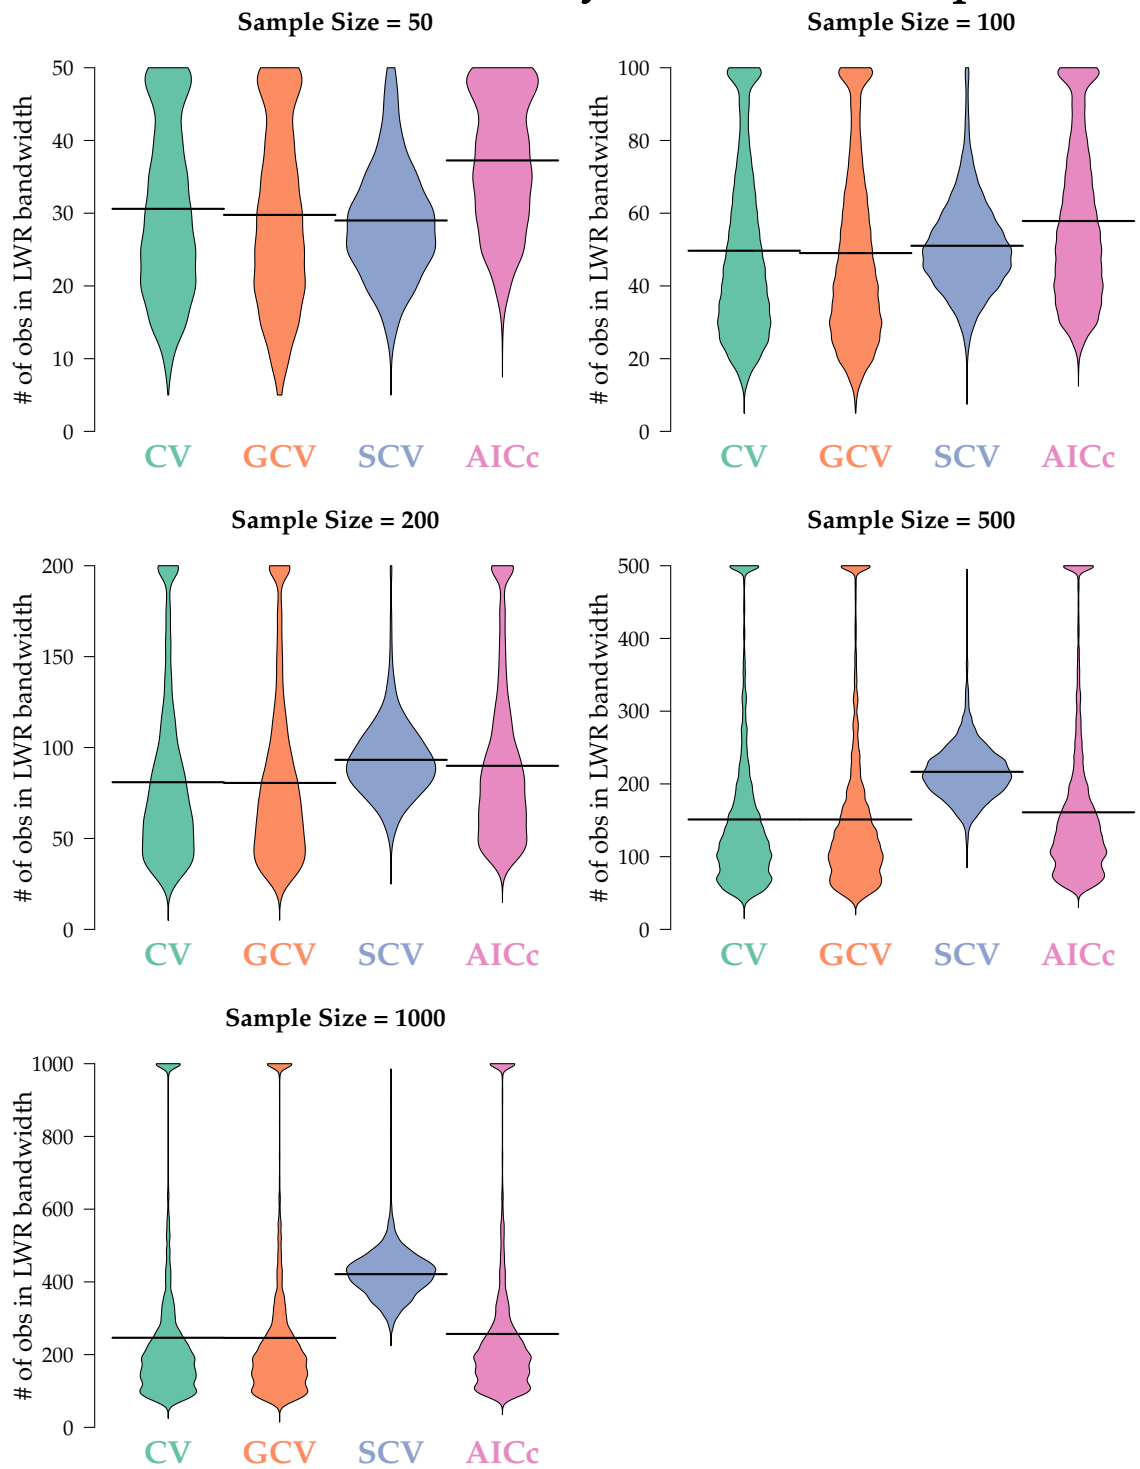 Sample Size = 50
50
40
30
20
10
0
# of obs in LWR bandwidth
CV GCV SCV AICc
Sample Size = 100
100
80
60
40
20
0
# of obs in LWR bandwidth
CV GCV SCV AICc
Sample Size = 200
200
150
100
50
0
# of obs in LWR bandwidth
CV GCV SCV AICc
Sample Size = 500
500
400
300
200
100
0
# of obs in LWR bandwidth
CV GCV SCV AICc
Sample Size = 1000
1000
800
600
400
200
0
# of obs in LWR bandwidth
CV GCV SCV AICc